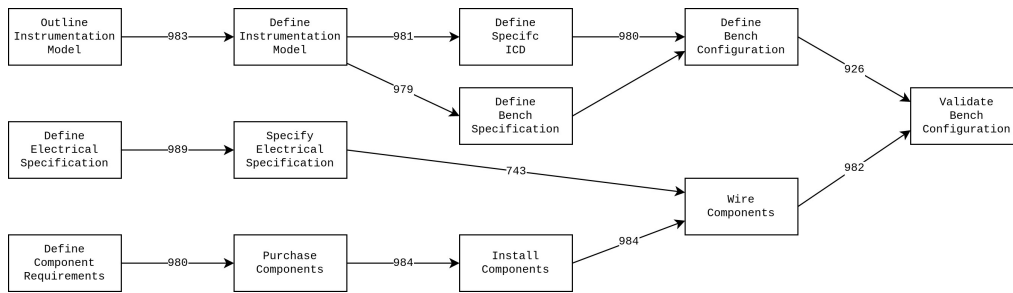 Outline
Instrumentation
Model
983
Define
Instrumentation
Model
981
Define
Specifc
ICD
980
Define
Bench
Configuration
926
979
Define
Bench
Specification
Validate
Bench
Configuration
Define
Electrical
Specification
989
Specify
Electrical
Specification
743
982
Wire
Components
Define
Component
Requirements
980
Purchase
Components
984
Install
Components
984